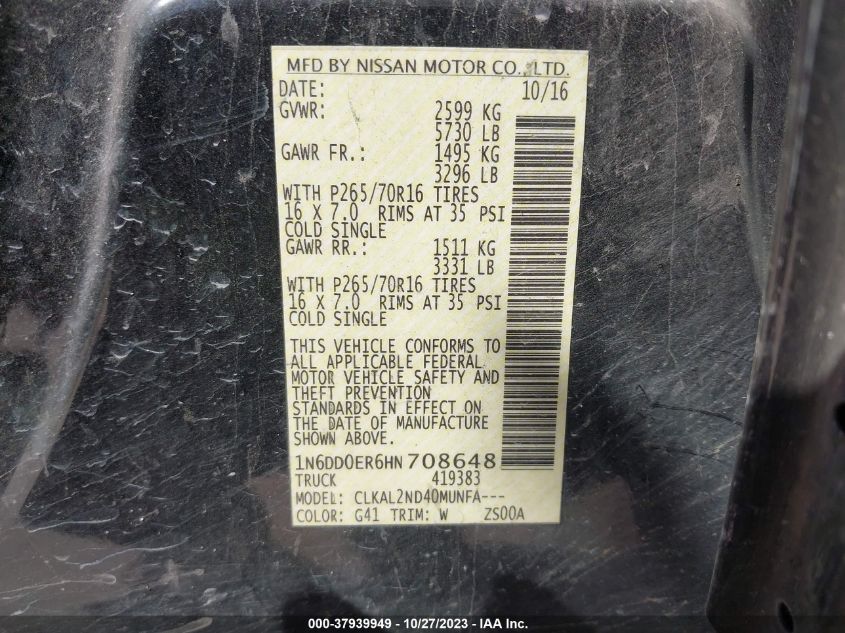 MFD BY NISSAN MOTOR CO., LTD.
DATE: 10/16
GVWR: 2599 KG
5730 LB
GAWR FR.: 1495 KG
3296 LB
WITH P265/70R16 TIRES
16 X 7.0 RIMS AT 35 PSI
COLD SINGLE
GAWR RR.: 1511 KG
3331 LB
WITH P265/70R16 TIRES
16 X 7.0 RIMS AT 35 PSI
COLD SINGLE
THIS VEHICLE CONFORMS TO
ALL APPLICABLE FEDERAL
MOTOR VEHICLE SAFETY AND
THEFT PREVENTION
STANDARDS IN EFFECT ON
THE DATE OF MANUFACTURE
SHOWN ABOVE.
1N6DD0ER6HN708648
TRUCK 419383
MODEL: CLKAL2ND40MUNFA---
COLOR: G41 TRIM: W ZS00A
000-37939949 - 10/27/2023 - IAA Inc.